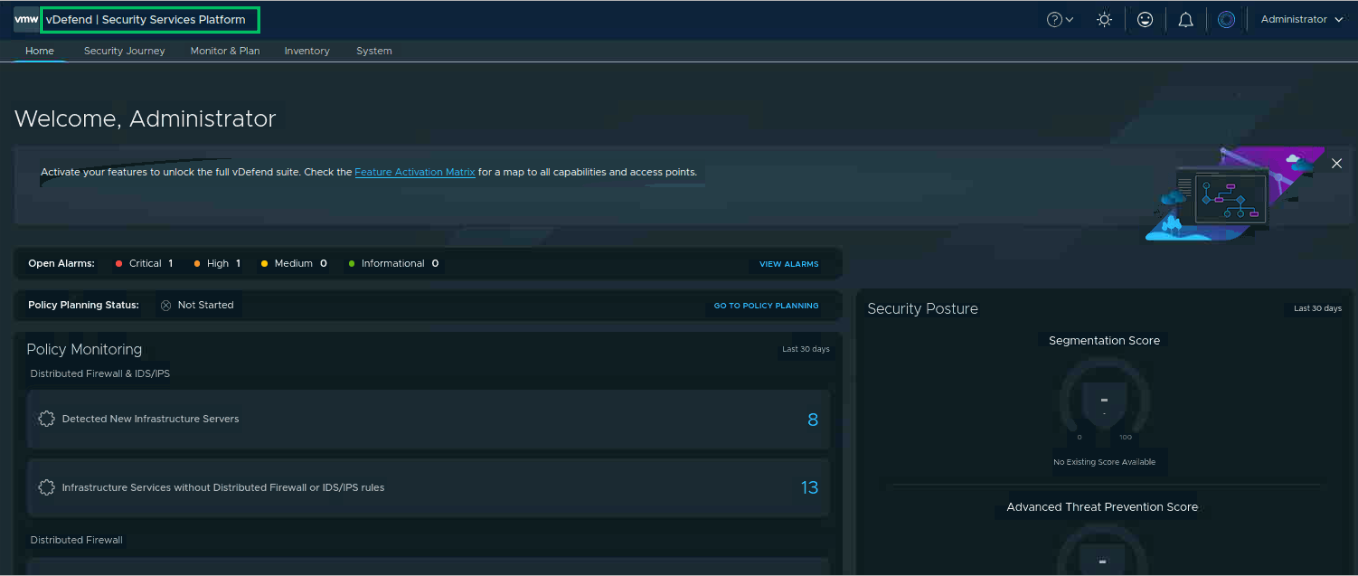 vmw vDefend | Security Services Platform
Administrator
Home Security Journey Monitor & Plan Inventory System
Welcome, Administrator
Activate your features to unlock the full vDefend suite. Check the Feature Activation Matrix for a map to all capabilities and access points.
Open Alarms: Critical 1 High 1 Medium 0 Informational 0 VIEW ALARMS
Policy Planning Status: Not Started GO TO POLICY PLANNING
Policy Monitoring Last 30 days
Distributed Firewall & IDS/IPS
Detected New Infrastructure Servers 8
Infrastructure Services without Distributed Firewall or IDS/IPS rules 13
Distributed Firewall
Security Posture Last 30 days
Segmentation Score
-
0 100
No Existing Score Available
Advanced Threat Prevention Score
-